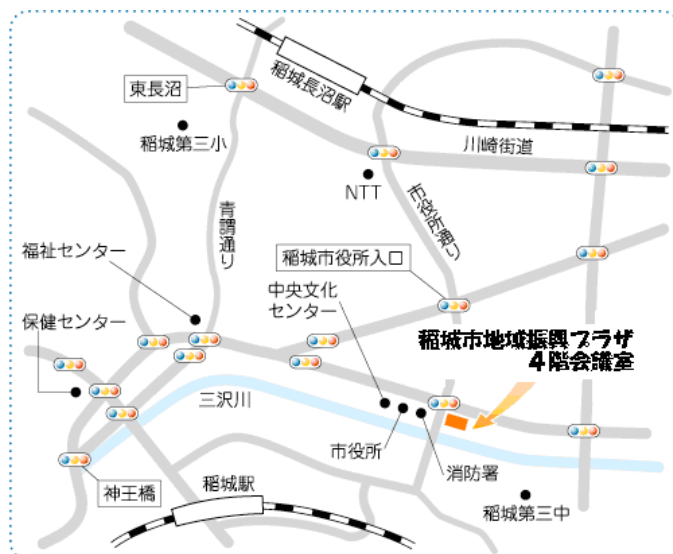 東長沼
稲城長沼駅
稲城第三小
川崎街道
NTT
青謂通り
市役所通り
福祉センター
稲城市役所入口
中央文化
センター
保健センター
稲城市地域振興プラザ
4階会議室
三沢川
市役所
消防署
神王橋
稲城駅
稲城第三中